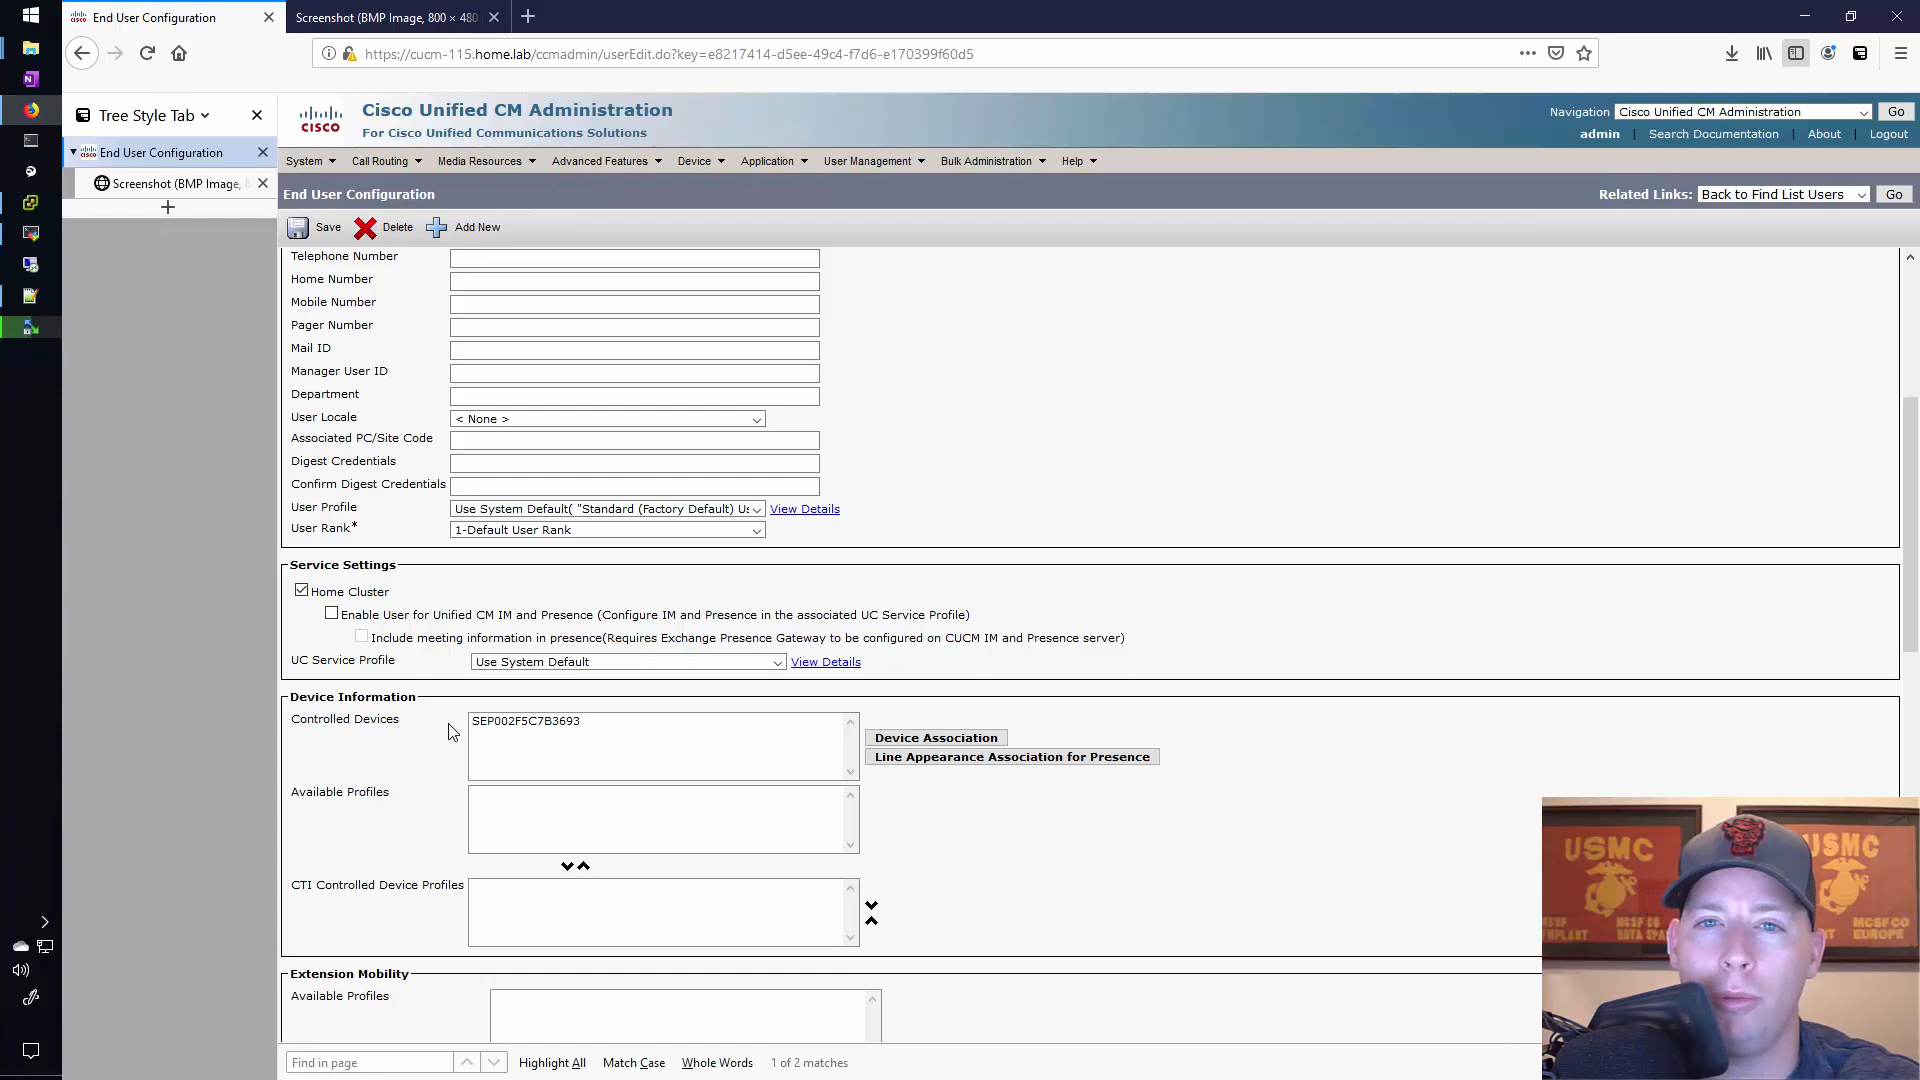 End User Configuration
Screenshot (BMP Image, 800 × 480
https://cucm-115.home.lab/ccmadmin/userEdit.do?key=e8217414-d5ee-49c4-f7d6-e170399f60d5
Tree Style Tab
End User Configuration
Screenshot (BMP Image, 8
cisco
Cisco Unified CM Administration
For Cisco Unified Communications Solutions
Navigation Cisco Unified CM Administration Go
admin | Search Documentation | About | Logout
System Call Routing Media Resources Advanced Features Device Application User Management Bulk Administration Help
End User Configuration
Related Links: Back to Find List Users Go
Save Delete Add New
Telephone Number
Home Number
Mobile Number
Pager Number
Mail ID
Manager User ID
Department
User Locale < None >
Associated PC/Site Code
Digest Credentials
Confirm Digest Credentials
User Profile Use System Default( "Standard (Factory Default) Us View Details
User Rank* 1-Default User Rank
Service Settings
Home Cluster
Enable User for Unified CM IM and Presence (Configure IM and Presence in the associated UC Service Profile)
Include meeting information in presence(Requires Exchange Presence Gateway to be configured on CUCM IM and Presence server)
UC Service Profile Use System Default View Details
Device Information
Controlled Devices SEP002F5C7B3693
Device Association
Line Appearance Association for Presence
Available Profiles
CTI Controlled Device Profiles
Extension Mobility
Available Profiles
Find in page Highlight All Match Case Whole Words 1 of 2 matches
USMC
USMC
MCSF CO
ROTA SPA
MCSF CO
EUROPE